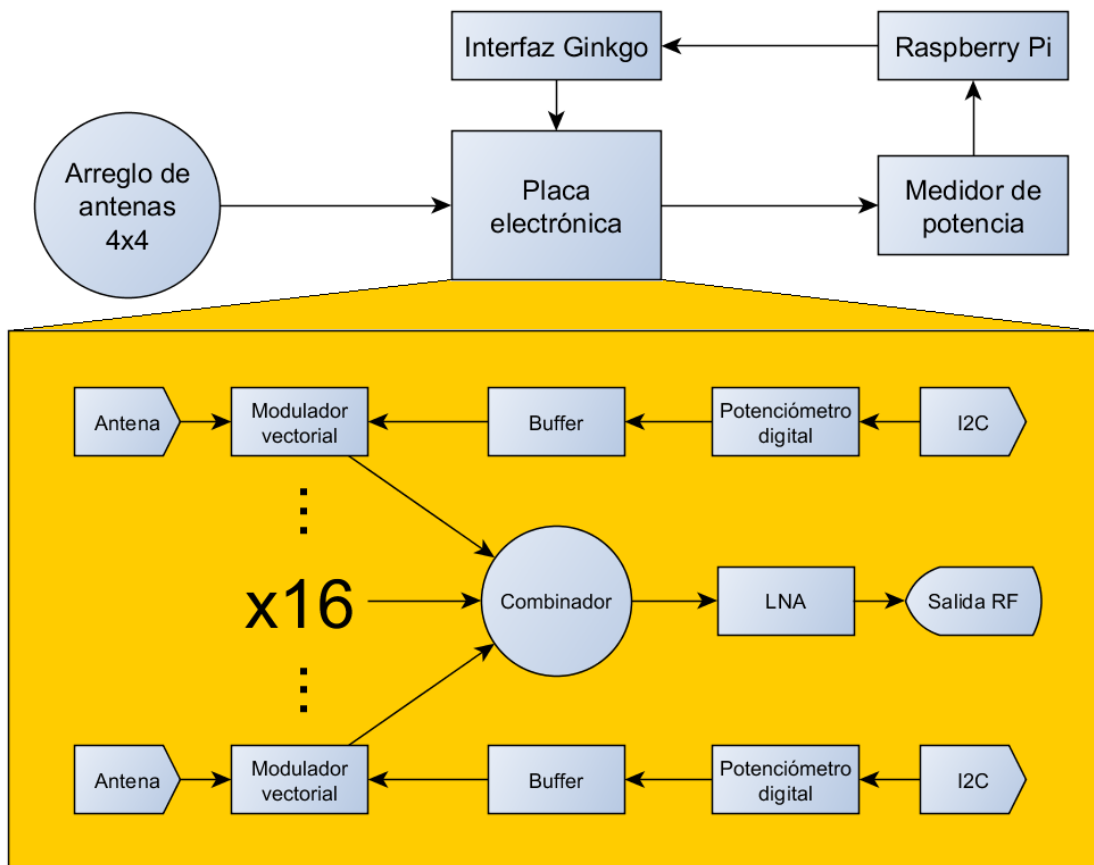 Interfaz Ginkgo
Raspberry Pi
Arreglo de
antenas
4x4
Placa
electrónica
Medidor de
potencia
Antena
Modulador
vectorial
Buffer
Potenciómetro
digital
I2C
x16
Combinador
LNA
Salida RF
Antena
Modulador
vectorial
Buffer
Potenciómetro
digital
I2C